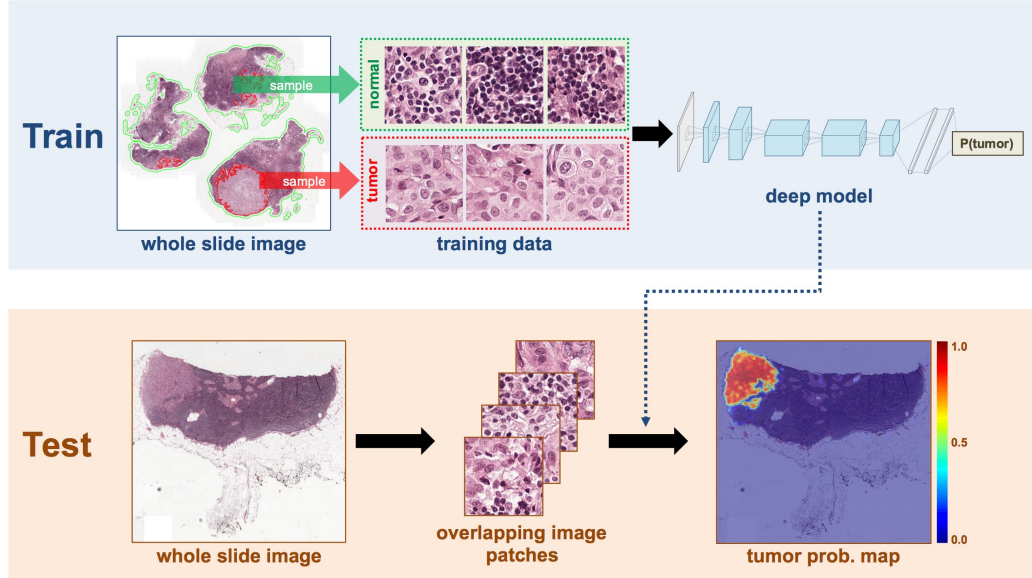 Train
sample
sample
normal
tumor
whole slide image
training data
P(tumor)
deep model
Test
whole slide image
overlapping image
patches
1.0
0.5
0.0
tumor prob. map